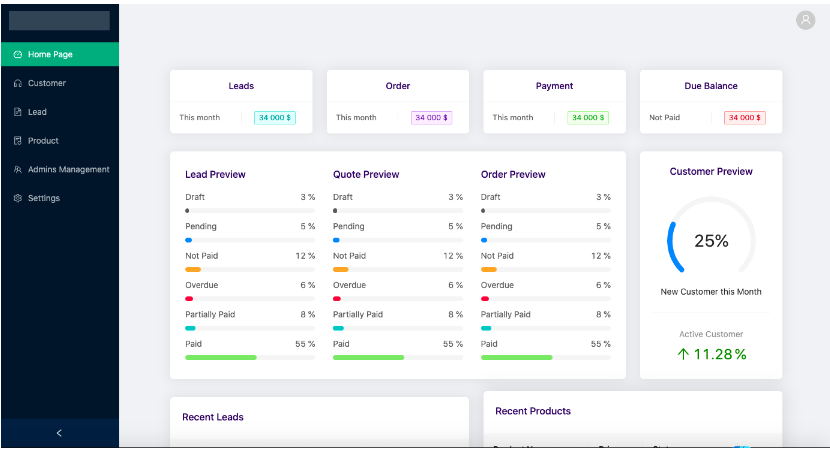 Home Page
Customer
Lead
Product
Admins Management
Settings
Leads
This month 34 000 $
Order
This month 34 000 $
Payment
This month 34 000 $
Due Balance
Not Paid 34 000 $
Lead Preview
Draft 3 %
Pending 5 %
Not Paid 12 %
Overdue 6 %
Partially Paid 8 %
Paid 55 %
Quote Preview
Draft 3 %
Pending 5 %
Not Paid 12 %
Overdue 6 %
Partially Paid 8 %
Paid 55 %
Order Preview
Draft 3 %
Pending 5 %
Not Paid 12 %
Overdue 6 %
Partially Paid 8 %
Paid 55 %
Customer Preview
25%
New Customer this Month
Active Customer
11.28%
Recent Leads
Recent Products